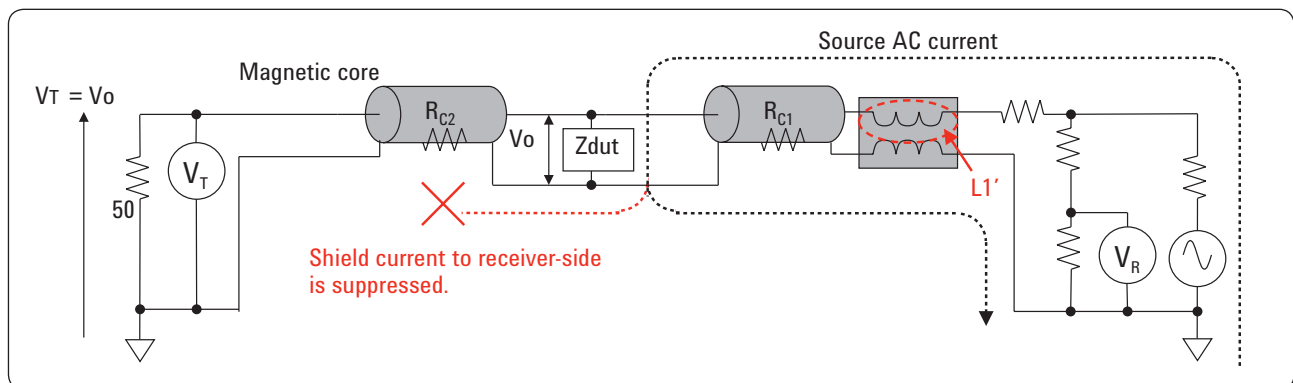 Source AC current
Magnetic core
VT = Vo
RC2
RC1
Vo
Zdut
VT
50
L1'
VR
Shield current to receiver-side
is suppressed.